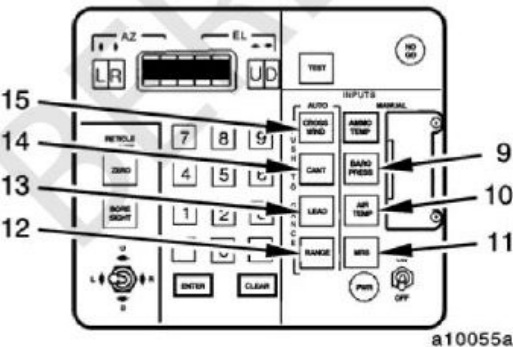 AZ EL
L R U D
TEST
NO GO
INPUTS
AUTO MANUAL
15 CROSS WIND AMMO TEMP
14 RETICLE 7 8 9 CANT BARO PRESS 9
ZERO 4 5 6
13 LEAD AIR TEMP 10
BORE SIGHT 1 2 3
12 RANGE MRS 11
U
L R
D
ENTER CLEAR
PWR
OFF
a10055a